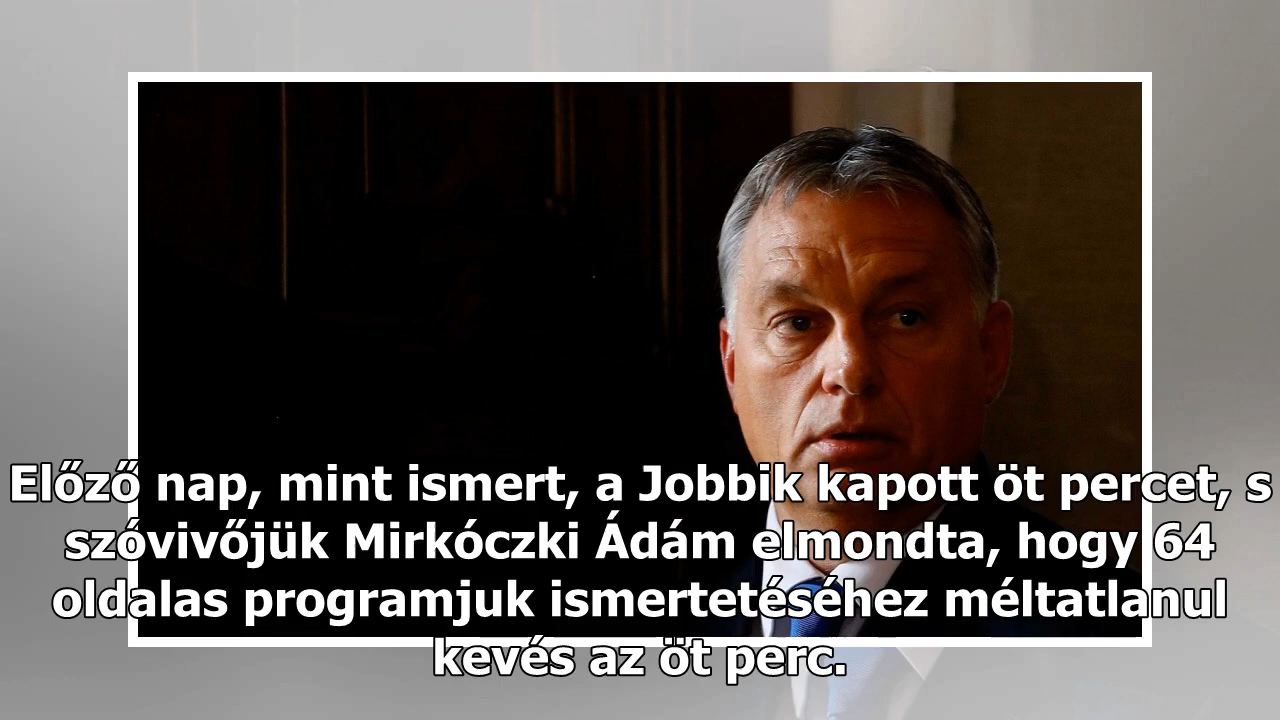 Előző nap, mint ismert, a Jobbik kapott öt percet, s
szóvivőjük Mirkóczki Ádám elmondta, hogy 64
oldalas programjuk ismertetéséhez méltatlanul
kevés az öt perc.